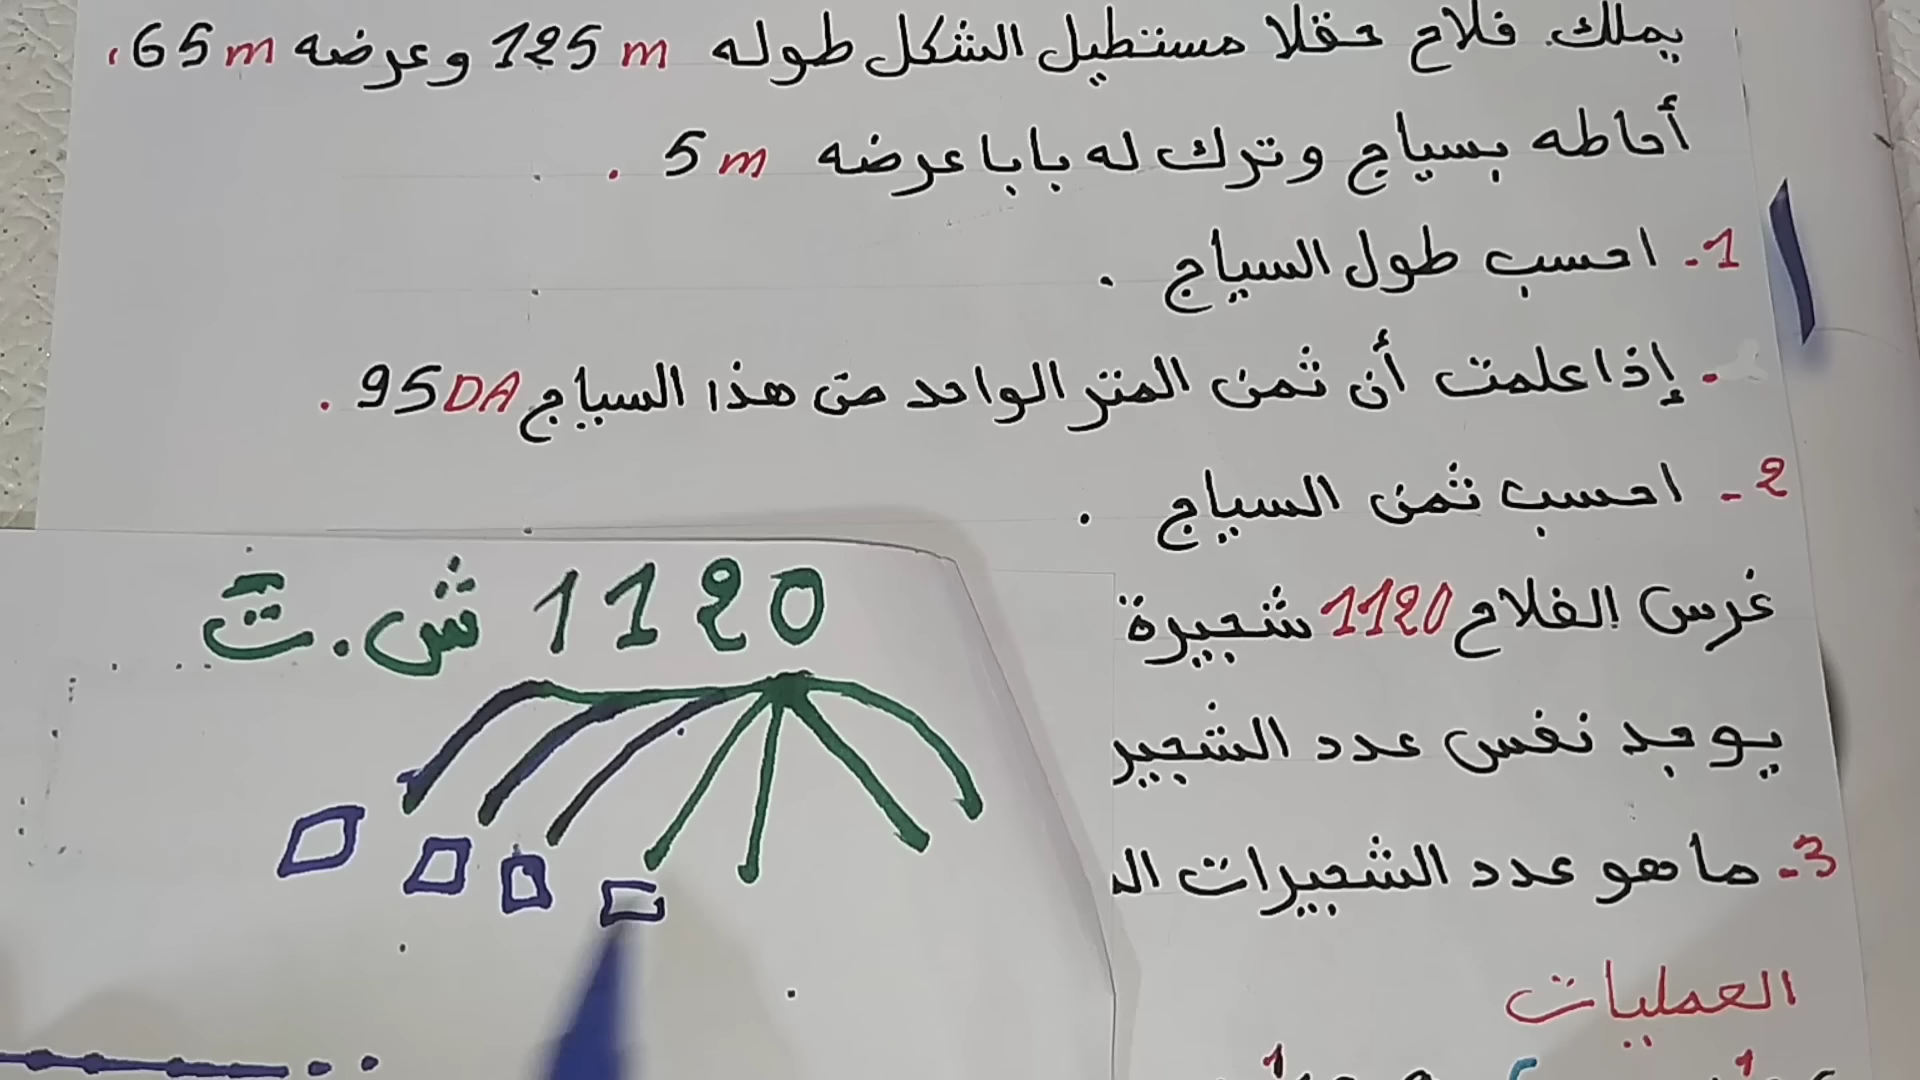 يملك فلاح حقلا مستطيل الشكل طوله 125 m وعرضه 65 m،
أحاطه بسياج وترك له بابا عرضه 5 m .
1- احسب طول السياج .
- إذا علمت أن ثمن المتر الواحد من هذا السياج 95DA .
2- احسب ثمن السياج .
غرس الفلاح 1120 شجيرة
يوجد نفس عدد الشجير
3- ما هو عدد الشجيرات ال
العمليات
1120 ش.ت